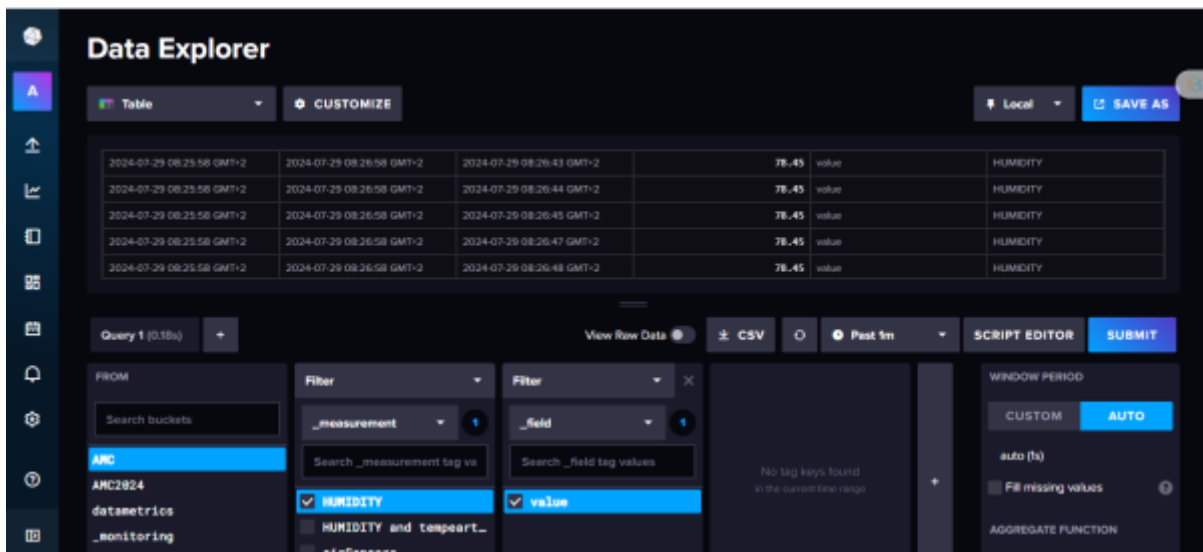 Data Explorer
A
Table
CUSTOMIZE
Local
SAVE AS
2024-07-29 08:25:58 GMT+2 2024-07-29 08:26:58 GMT+2 2024-07-29 08:26:43 GMT+2 78.45 value HUMIDITY
2024-07-29 08:25:58 GMT+2 2024-07-29 08:26:58 GMT+2 2024-07-29 08:26:44 GMT+2 78.45 value HUMIDITY
2024-07-29 08:25:58 GMT+2 2024-07-29 08:26:58 GMT+2 2024-07-29 08:26:45 GMT+2 78.45 value HUMIDITY
2024-07-29 08:25:58 GMT+2 2024-07-29 08:26:58 GMT+2 2024-07-29 08:26:47 GMT+2 78.45 value HUMIDITY
2024-07-29 08:25:58 GMT+2 2024-07-29 08:26:58 GMT+2 2024-07-29 08:26:48 GMT+2 78.45 value HUMIDITY
Query 1 (0.18s) +
View Raw Data
CSV
Past 1m
SCRIPT EDITOR
SUBMIT
FROM
Search buckets
AMC
AMC2024
datametrics
_monitoring
Filter
_measurement 1
Search _measurement tag va
HUMIDITY
HUMIDITY and tempeart…
Filter
_field 1
Search _field tag values
value
No tag keys found
in the current time range
+
WINDOW PERIOD
CUSTOM AUTO
auto (1s)
Fill missing values
AGGREGATE FUNCTION